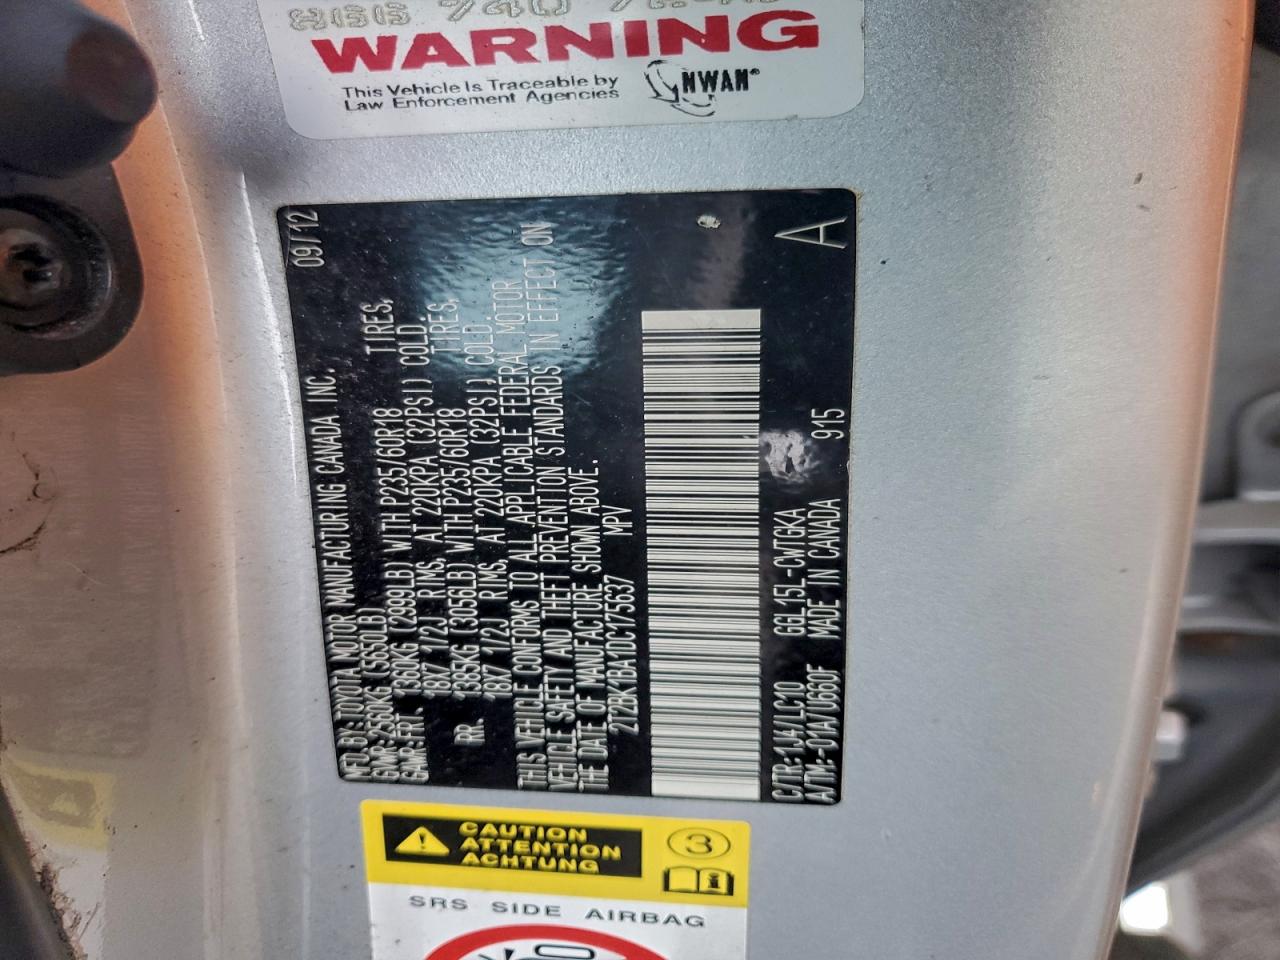 WARNING
This Vehicle Is Traceable by
Law Enforcement Agencies
NWAN®
MFD BY: TOYOTA MOTOR MANUFACTURING CANADA INC. 09/12
GVWR:2560KG (5650LB)
GAWR:FRT. 1360KG (2999LB) WITH P235/60R18 TIRES,
18X7 1/2J RIMS, AT 220KPA (32PSI) COLD.
RR. 1385KG (3056LB) WITH P235/60R18 TIRES,
18X7 1/2J RIMS, AT 220KPA (32PSI) COLD.
THIS VEHICLE CONFORMS TO ALL APPLICABLE FEDERAL MOTOR
VEHICLE SAFETY AND THEFT PREVENTION STANDARDS IN EFFECT ON
THE DATE OF MANUFACTURE SHOWN ABOVE.
2T2BK1BA1DC175637 MPV
C/TR:1J4/LC10 GGL15L-CWTGKA
A/TM:-01A/U660F MADE IN CANADA 915 A
CAUTION
ATTENTION
ACHTUNG
3
SRS SIDE AIRBAG